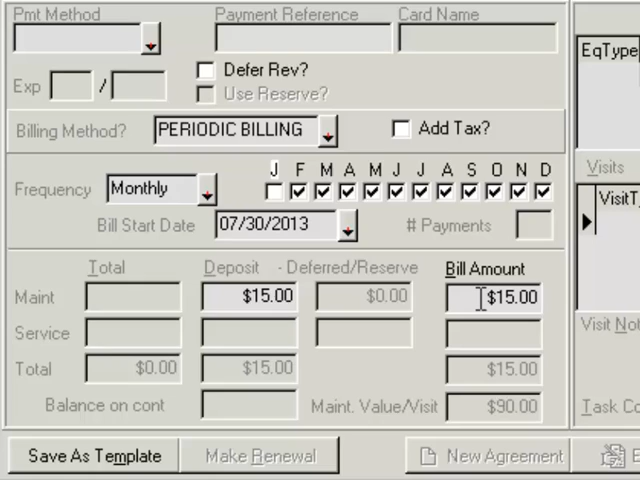 Pmt Method Payment Reference Card Name
EqType
Exp / Defer Rev?
Use Reserve?
Billing Method? PERIODIC BILLING Add Tax?
Visits
J F M A M J J A S O N D
Frequency Monthly
VisitT
Bill Start Date 07/30/2013 # Payments
Total Deposit - Deferred/Reserve Bill Amount
Maint $15.00 $0.00 $15.00
Service
Visit Not
Total $0.00 $15.00 $15.00
Balance on cont Maint. Value/Visit $90.00
Task Co
Save As Template Make Renewal New Agreement E